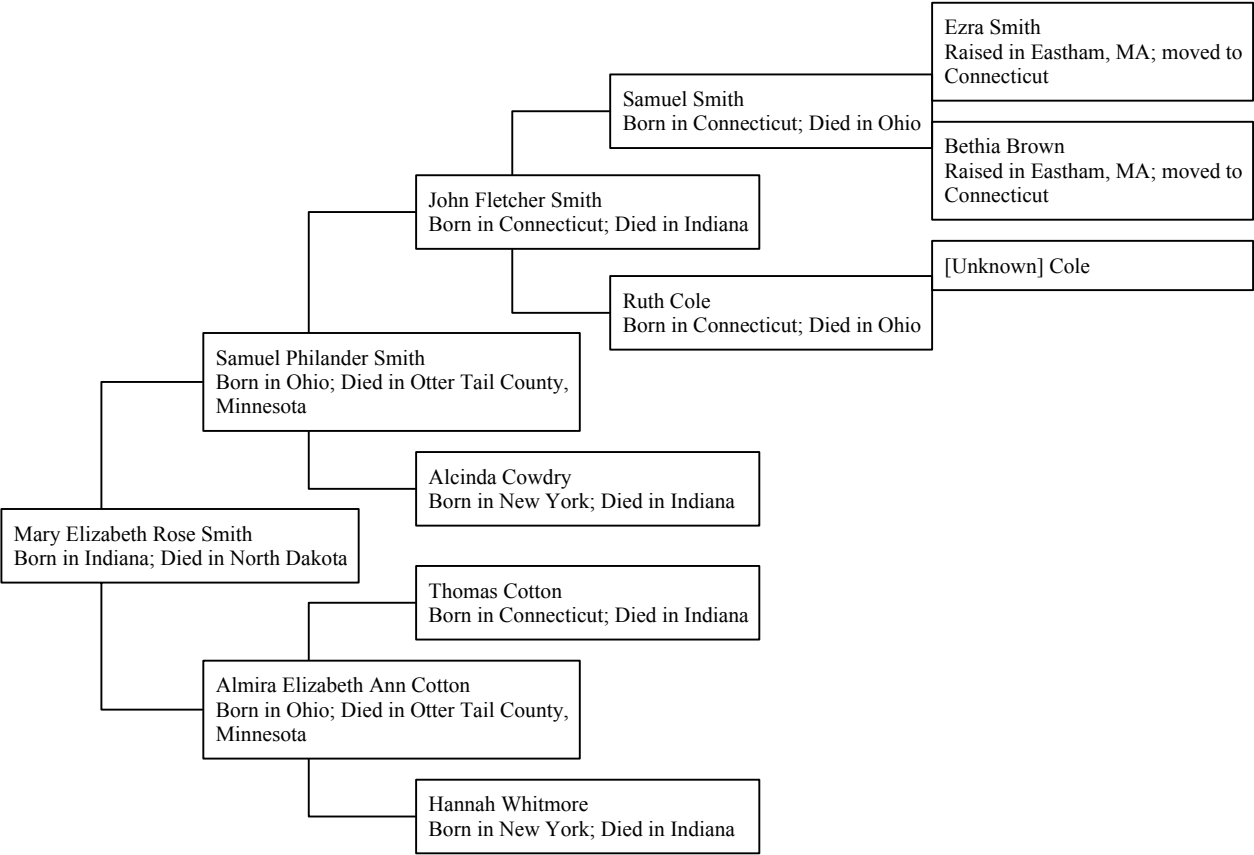 Ezra Smith
Raised in Eastham, MA; moved to
Connecticut
Samuel Smith
Born in Connecticut; Died in Ohio
Bethia Brown
Raised in Eastham, MA; moved to
Connecticut
John Fletcher Smith
Born in Connecticut; Died in Indiana
[Unknown] Cole
Ruth Cole
Born in Connecticut; Died in Ohio
Samuel Philander Smith
Born in Ohio; Died in Otter Tail County,
Minnesota
Alcinda Cowdry
Born in New York; Died in Indiana
Mary Elizabeth Rose Smith
Born in Indiana; Died in North Dakota
Thomas Cotton
Born in Connecticut; Died in Indiana
Almira Elizabeth Ann Cotton
Born in Ohio; Died in Otter Tail County,
Minnesota
Hannah Whitmore
Born in New York; Died in Indiana